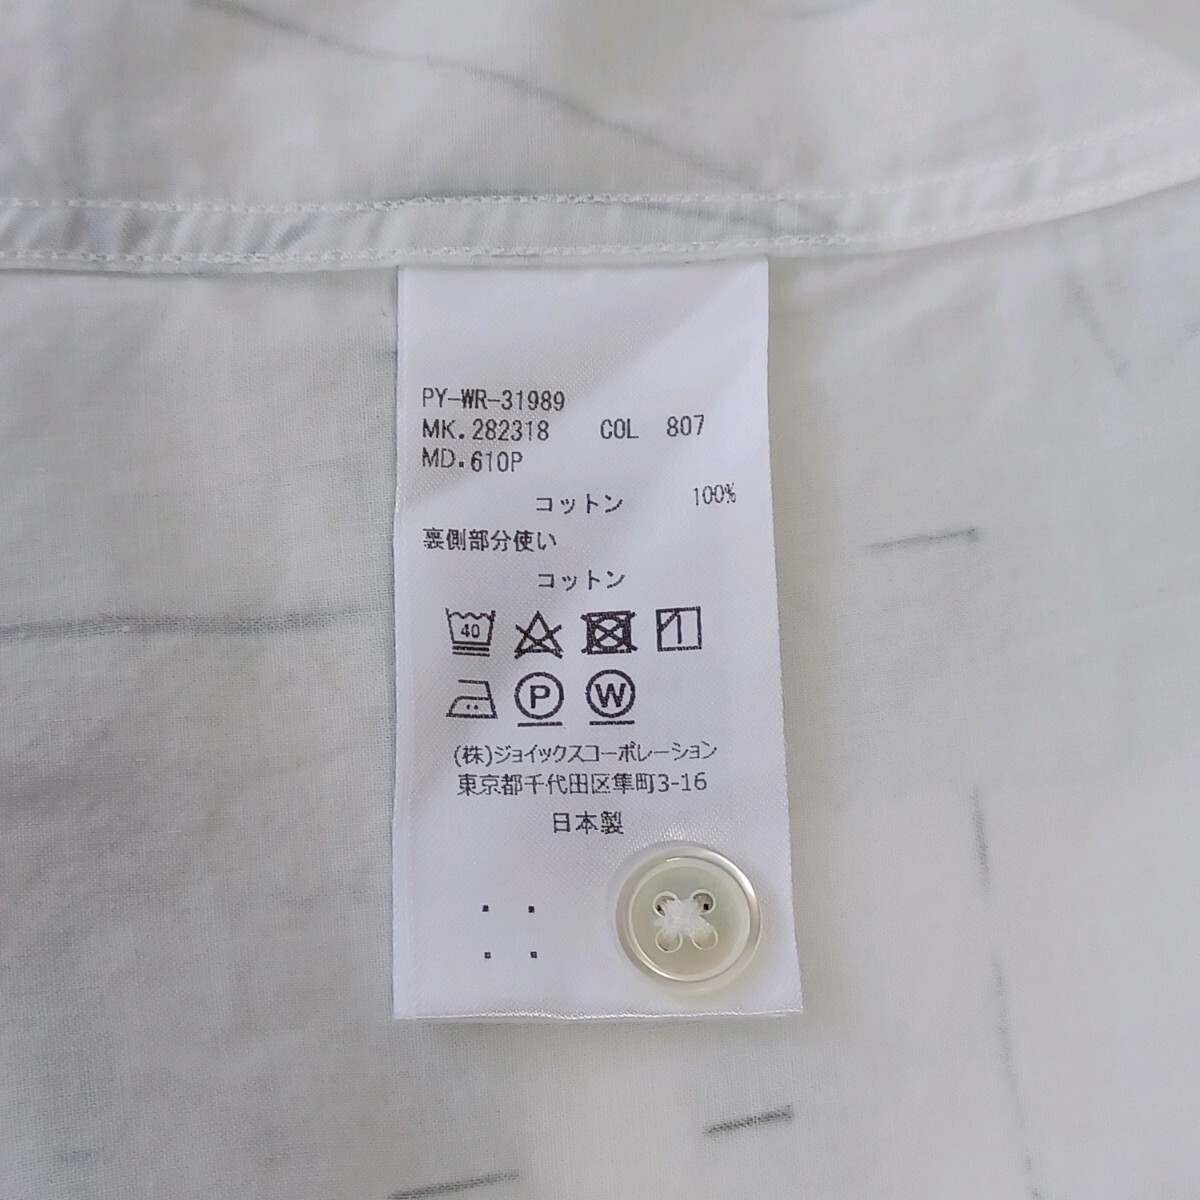 PY-WR-31989
MK.282318 COL 807
MD.610P
コットン 100%
裏側部分使い
コットン
40
P W
(株)ジョイックスコーポレーション
東京都千代田区隼町3-16
日本製